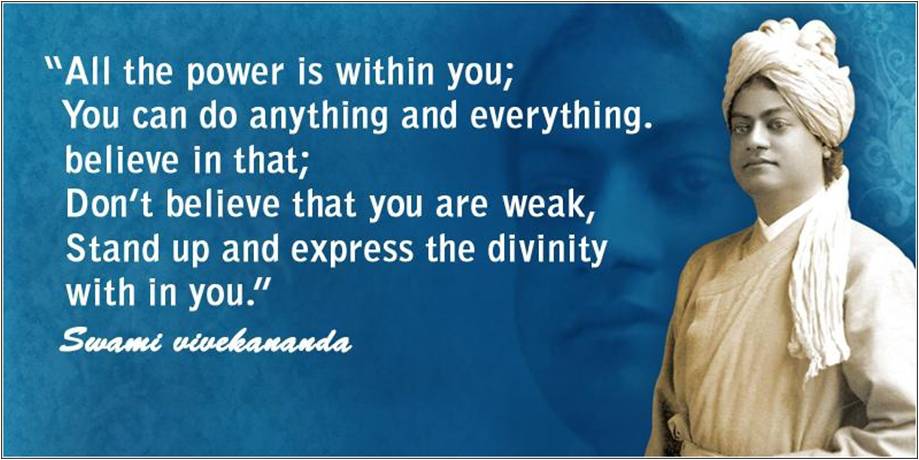 “All the power is within you;
You can do anything and everything.
believe in that;
Don’t believe that you are weak,
Stand up and express the divinity
with in you.”
Swami vivekananda